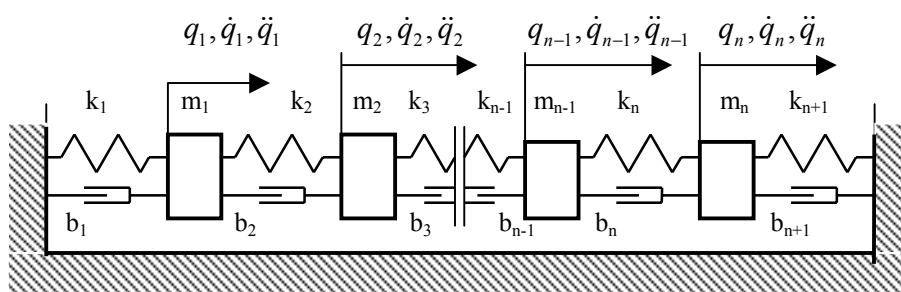 q₁, q̇₁, q̈₁ q₂, q̇₂, q̈₂ qₙ₋₁, q̇ₙ₋₁, q̈ₙ₋₁ qₙ, q̇ₙ, q̈ₙ
k₁ m₁ k₂ m₂ k₃ kₙ₋₁ mₙ₋₁ kₙ mₙ kₙ₊₁
b₁ b₂ b₃ bₙ₋₁ bₙ bₙ₊₁